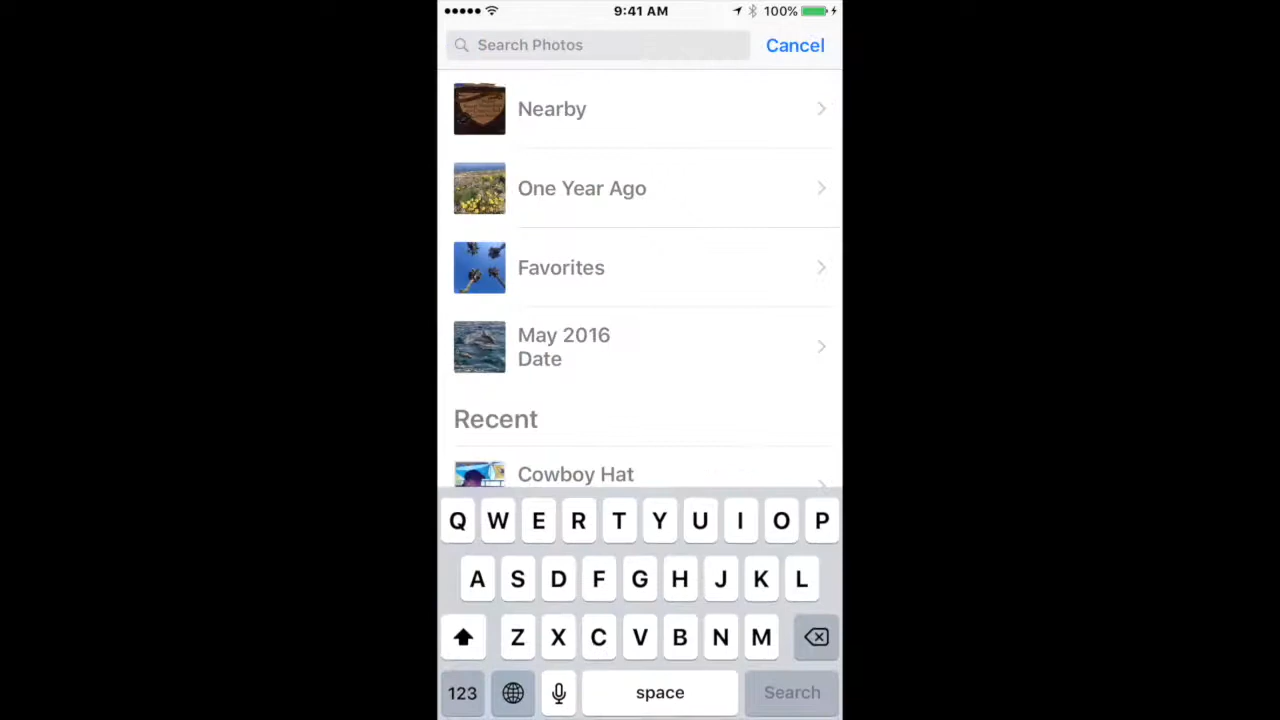 9:41 AM 100%
Search Photos Cancel
Nearby
One Year Ago
Favorites
May 2016
Date
Recent
Cowboy Hat
Q W E R T Y U I O P
A S D F G H J K L
Z X C V B N M
123 space Search